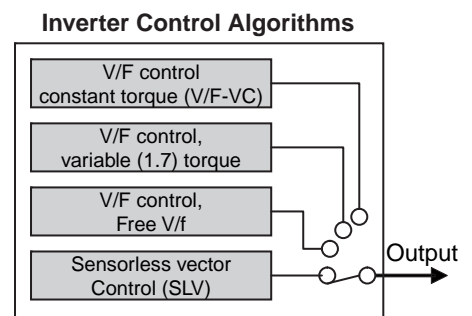 Inverter Control Algorithms
V/F control
constant torque (V/F-VC)
V/F control,
variable (1.7) torque
V/F control,
Free V/f
Sensorless vector
Control (SLV)
Output